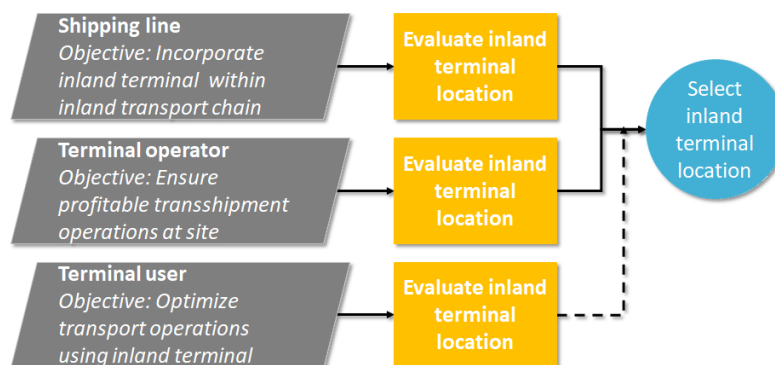 Shipping line
Objective: Incorporate
inland terminal within
inland transport chain
Evaluate inland
terminal
location
Terminal operator
Objective: Ensure
profitable transshipment
operations at site
Evaluate inland
terminal
location
Terminal user
Objective: Optimize
transport operations
using inland terminal
Evaluate inland
terminal
location
Select
inland
terminal
location